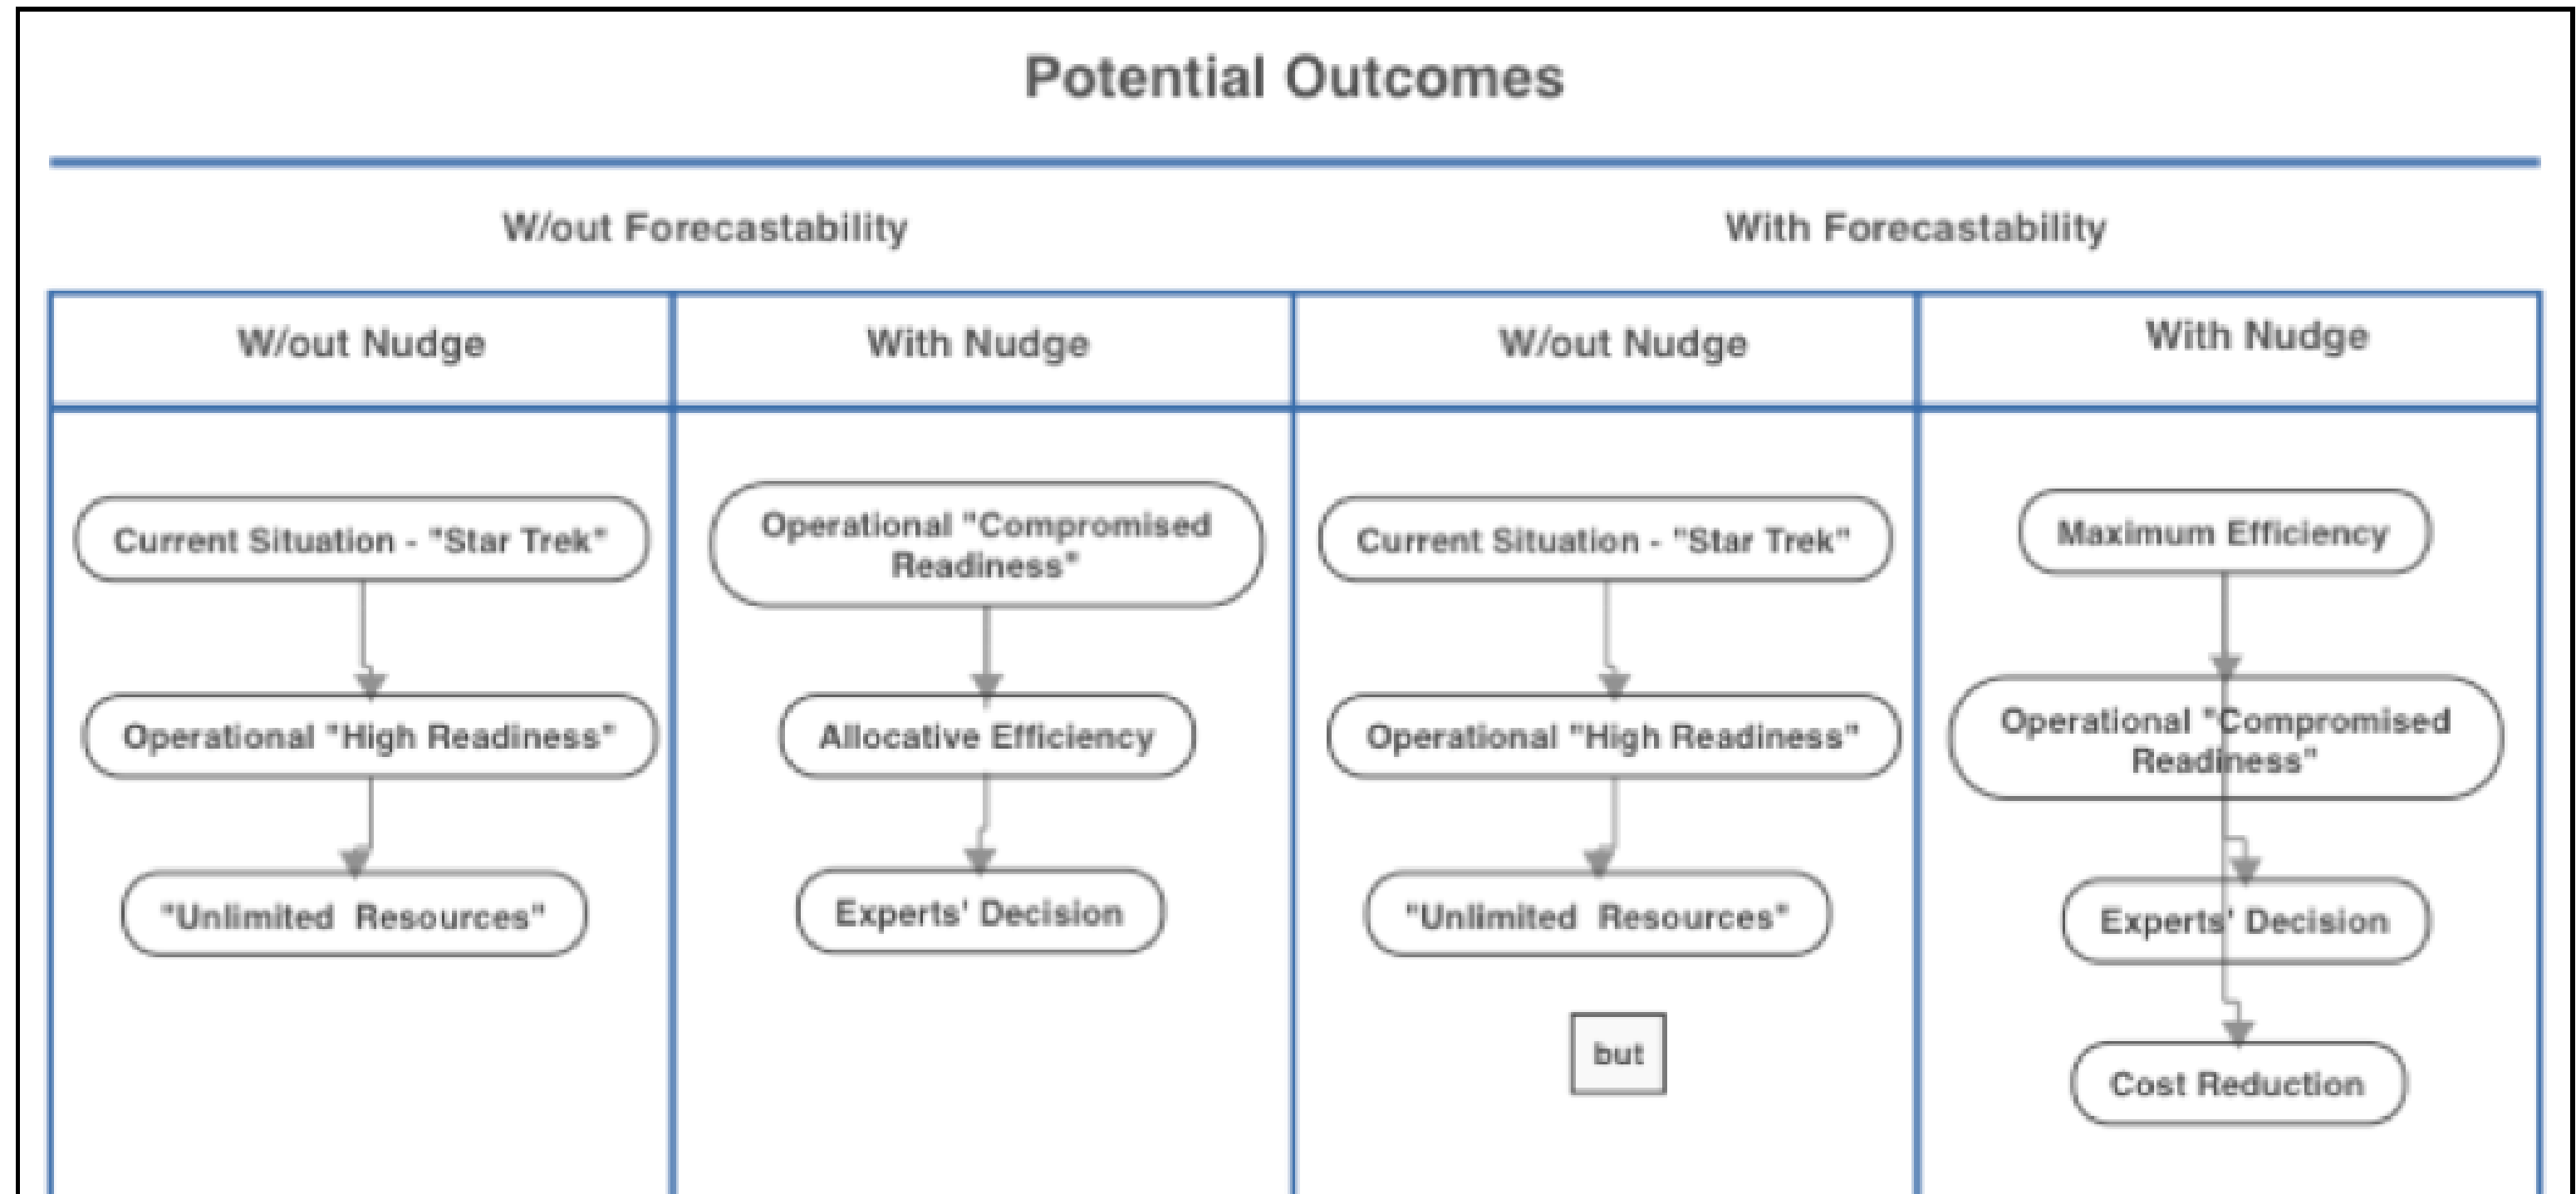 Potential Outcomes
W/out Forecastability
With Forecastability
W/out Nudge
With Nudge
W/out Nudge
With Nudge
Current Situation - "Star Trek"
Operational "High Readiness"
"Unlimited Resources"
Operational "Compromised
Readiness"
Allocative Efficiency
Experts' Decision
Current Situation - "Star Trek"
Operational "High Readiness"
"Unlimited Resources"
but
Maximum Efficiency
Operational "Compromised
Readiness"
Experts' Decision
Cost Reduction